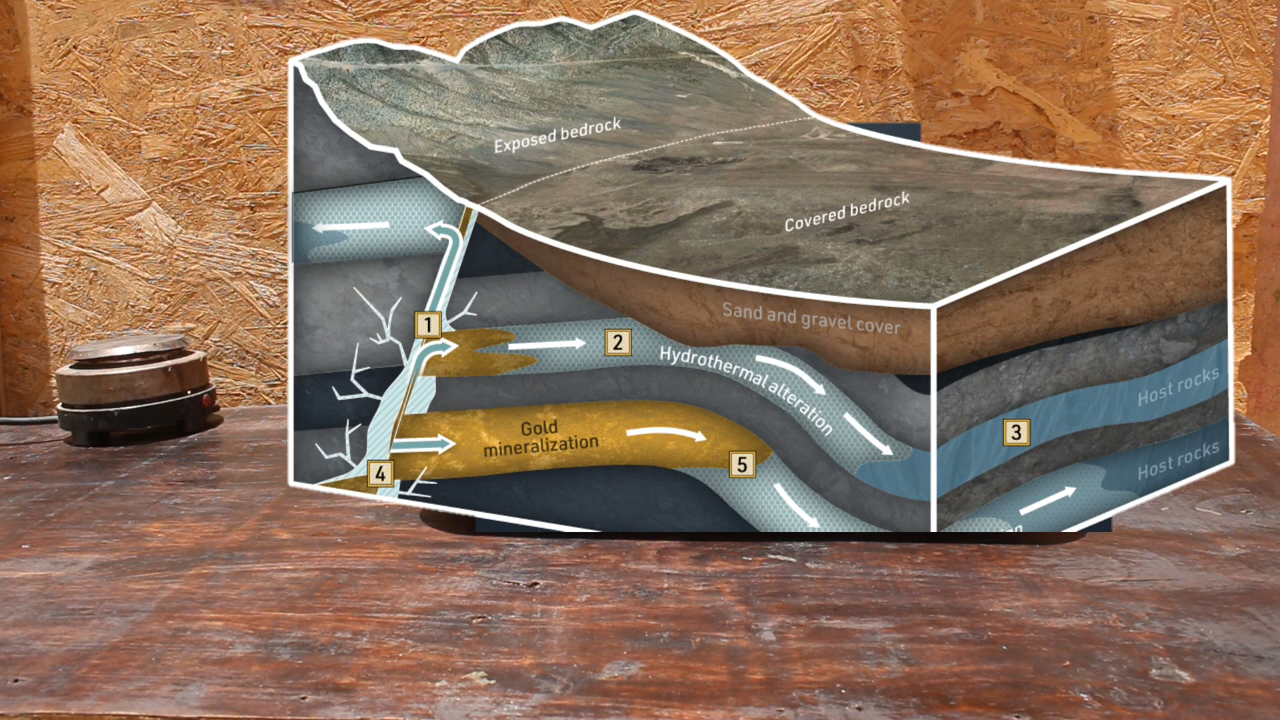 Exposed bedrock
Covered bedrock
Sand and gravel cover
1
2
Hydrothermal alteration
Host rocks
3
Gold
mineralization
Host rocks
5
4